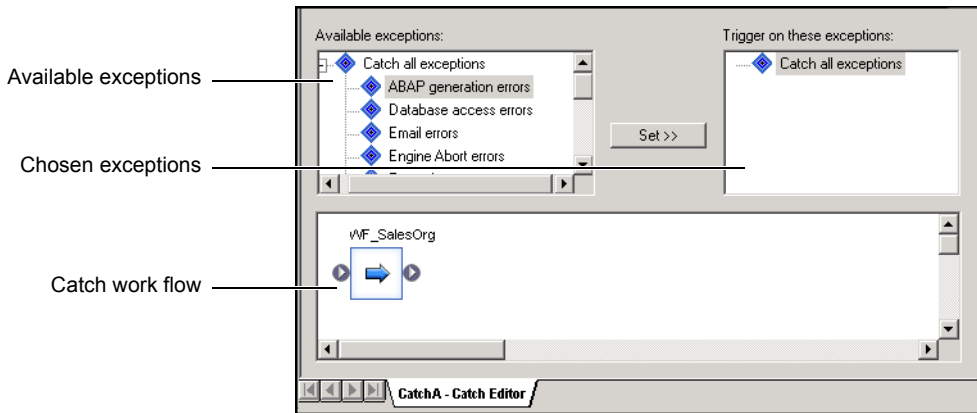 Available exceptions:
Trigger on these exceptions:
Catch all exceptions
Catch all exceptions
Available exceptions
ABAP generation errors
Database access errors
Set >>
Email errors
Engine Abort errors
Chosen exceptions
WF_SalesOrg
Catch work flow
CatchA - Catch Editor